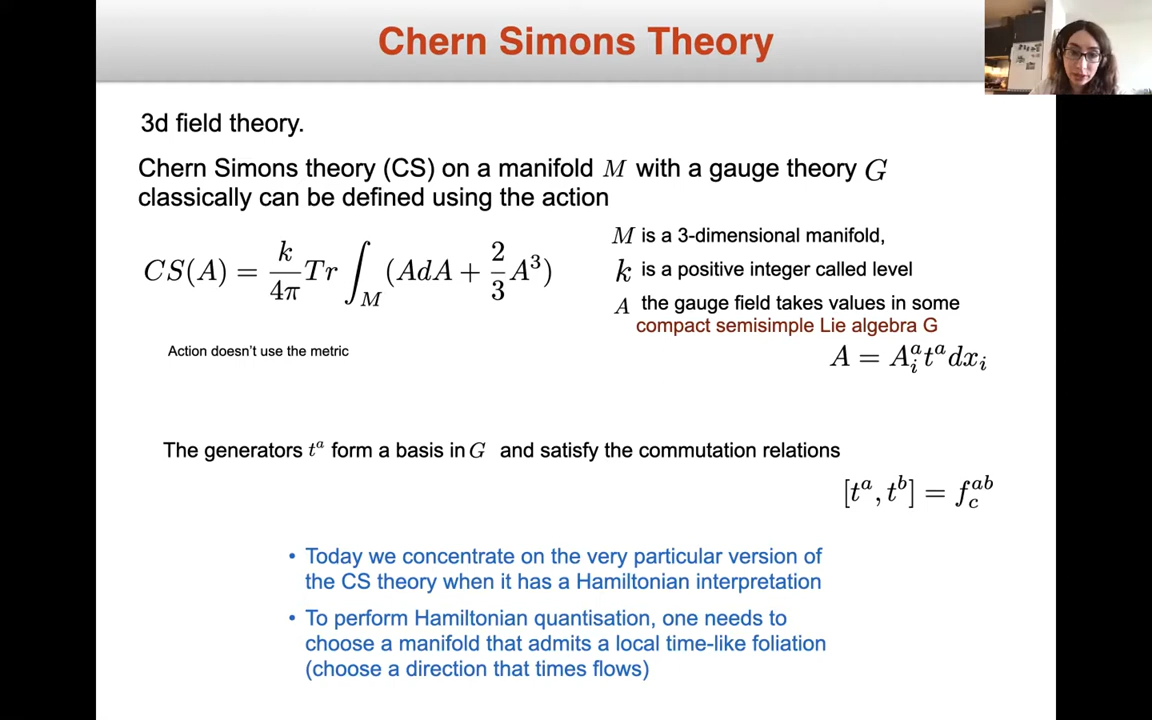 Chern Simons Theory
3d field theory.
Chern Simons theory (CS) on a manifold M with a gauge theory G
classically can be defined using the action
CS(A) = k/4π Tr ∫_M (AdA + 2/3 A³)
M is a 3-dimensional manifold,
k is a positive integer called level
A the gauge field takes values in some
compact semisimple Lie algebra G
Action doesn't use the metric
A = A_i^a t^a dx_i
The generators t^a form a basis in G and satisfy the commutation relations
[t^a, t^b] = f_c^{ab}
• Today we concentrate on the very particular version of
the CS theory when it has a Hamiltonian interpretation
• To perform Hamiltonian quantisation, one needs to
choose a manifold that admits a local time-like foliation
(choose a direction that times flows)